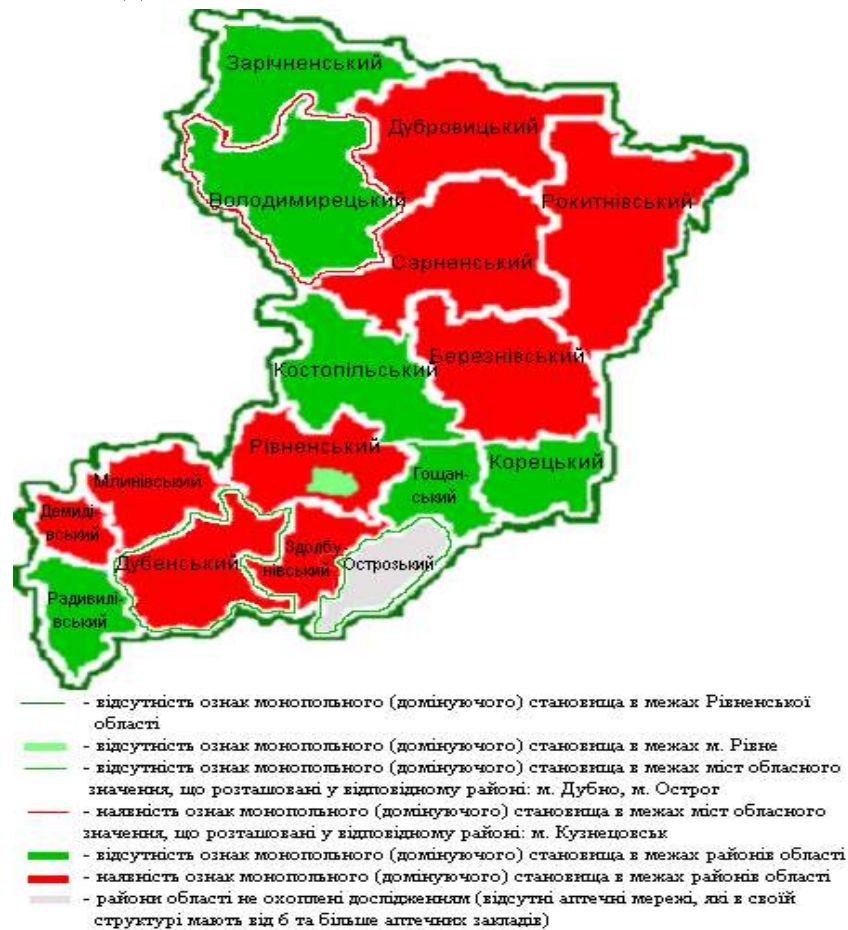 Зарічненський
Дубровицький
Володимирецький
Рокитнівський
Сарненський
Березнівський
Костопільський
Рівненський
Корецький
Гощан-
ський
Млинівський
Демиді-
вський
Здолбу-
нівський
Дубенський
Острозький
Радивилі-
вський
- відсутність ознак монопольного (домінуючого) становища в межах Рівненської
області
- відсутність ознак монопольного (домінуючого) становища в межах м. Рівне
- відсутність ознак монопольного (домінуючого) становища в межах міст обласного
значення, що розташовані у відповідному районі: м. Дубно, м. Острог
- наявність ознак монопольного (домінуючого) становища в межах міст обласного
значення, що розташовані у відповідному районі: м. Кузнецовськ
- відсутність ознак монопольного (домінуючого) становища в межах районів області
- наявність ознак монопольного (домінуючого) становища в межах районів області
- райони області не охоплені дослідженням (відсутні аптечні мережі, які в своїй
структурі мають від 6 та більше аптечних закладів)